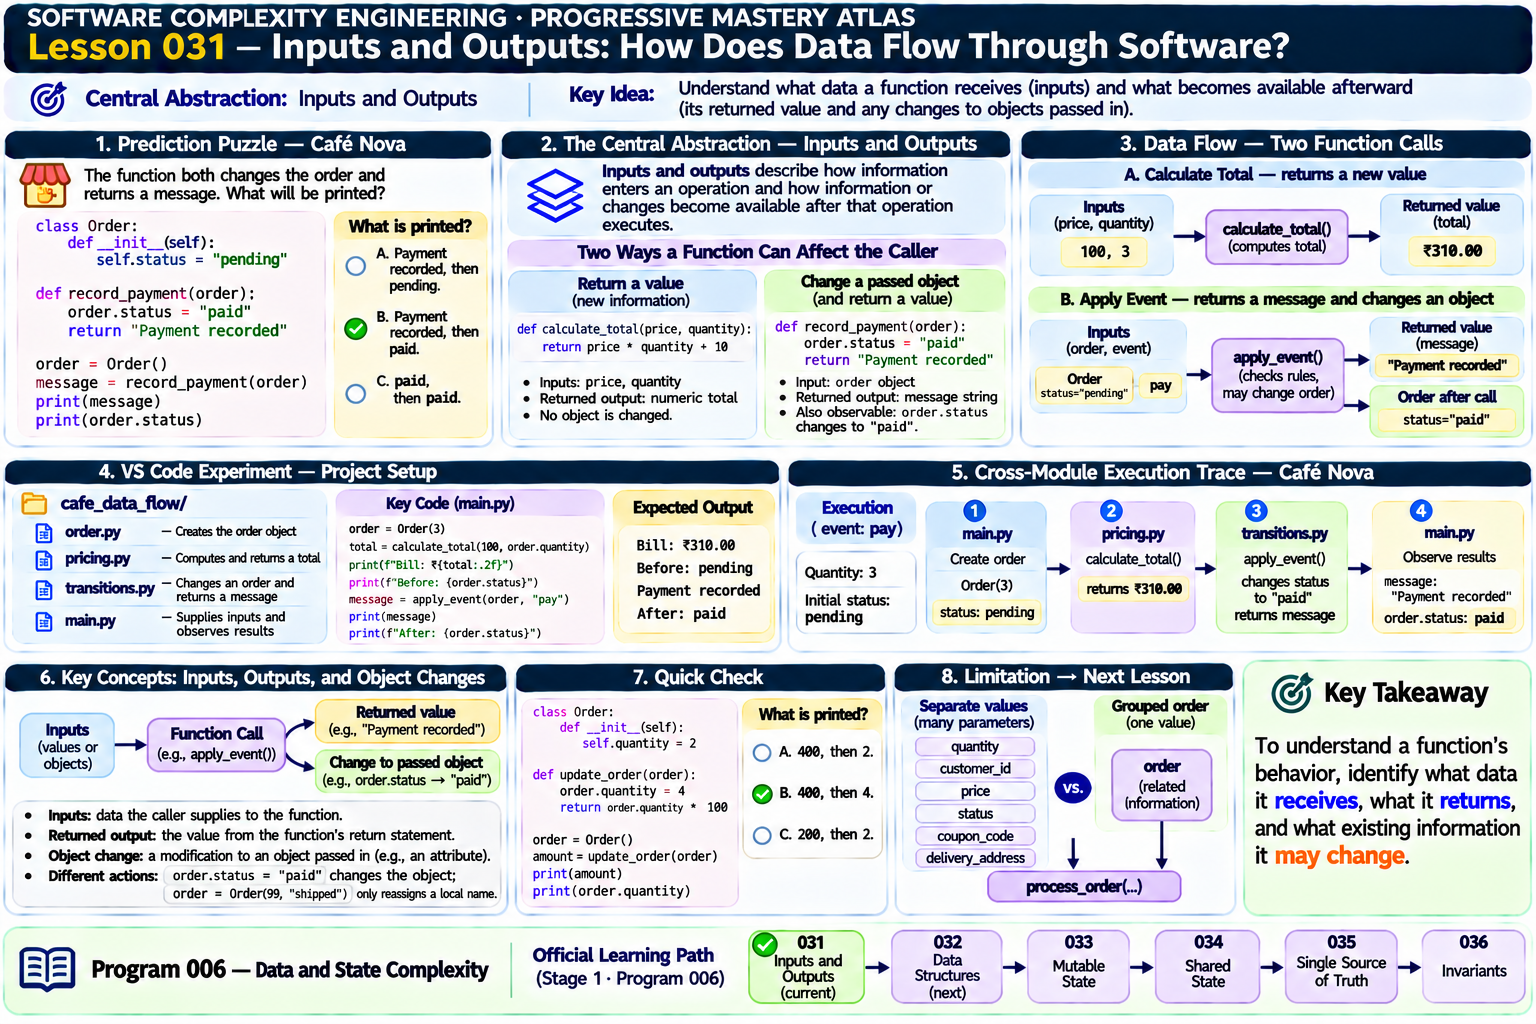 SOFTWARE COMPLEXITY ENGINEERING · PROGRESSIVE MASTERY ATLAS
Lesson 031 – Inputs and Outputs: How Does Data Flow Through Software?
Central Abstraction: Inputs and Outputs
Key Idea:
Understand what data a function receives (inputs) and what becomes available afterward
(its returned value and any changes to objects passed in).
1. Prediction Puzzle — Café Nova
The function both changes the order and
returns a message. What will be printed?
class Order:
def __init__(self):
self.status = "pending"
def record_payment(order):
order.status = "paid"
return "Payment recorded"
order = Order()
message = record_payment(order)
print(message)
print(order.status)
What is printed?
A. Payment
recorded, then
pending.
B. Payment
recorded, then
paid.
C. paid,
then paid.
2. The Central Abstraction — Inputs and Outputs
Inputs and outputs describe how information
enters an operation and how information or
changes become available after that operation
executes.
Two Ways a Function Can Affect the Caller
Return a value
(new information)
def calculate_total(price, quantity):
return price * quantity + 10
• Inputs: price, quantity
• Returned output: numeric total
• No object is changed.
Change a passed object
(and return a value)
def record_payment(order):
order.status = "paid"
return "Payment recorded"
• Input: order object
• Returned output: message string
• Also observable: order.status
changes to "paid".
3. Data Flow — Two Function Calls
A. Calculate Total — returns a new value
Inputs
(price, quantity)
100, 3
calculate_total()
(computes total)
Returned value
(total)
₹310.00
B. Apply Event — returns a message and changes an object
Inputs
(order, event)
Order
status="pending"
pay
apply_event()
(checks rules,
may change order)
Returned value
(message)
"Payment recorded"
Order after call
status="paid"
4. VS Code Experiment — Project Setup
cafe_data_flow/
order.py — Creates the order object
pricing.py — Computes and returns a total
transitions.py — Changes an order and
returns a message
main.py — Supplies inputs and
observes results
Key Code (main.py)
order = Order(3)
total = calculate_total(100, order.quantity)
print(f"Bill: ₹{total:.2f}")
print(f"Before: {order.status}")
message = apply_event(order, "pay")
print(message)
print(f"After: {order.status}")
Expected Output
Bill: ₹310.00
Before: pending
Payment recorded
After: paid
5. Cross-Module Execution Trace — Café Nova
Execution
( event: pay)
Quantity: 3
Initial status:
pending
1
main.py
Create order
Order(3)
status: pending
2
pricing.py
calculate_total()
returns ₹310.00
3
transitions.py
apply_event()
changes status
to "paid"
returns message
4
main.py
Observe results
message:
"Payment recorded"
order.status: paid
6. Key Concepts: Inputs, Outputs, and Object Changes
Inputs
(values or
objects)
Function Call
(e.g., apply_event())
Returned value
(e.g., "Payment recorded")
Change to passed object
(e.g., order.status → "paid")
• Inputs: data the caller supplies to the function.
• Returned output: the value from the function's return statement.
• Object change: a modification to an object passed in (e.g., an attribute).
• Different actions: order.status = "paid" changes the object;
order = Order(99, "shipped") only reassigns a local name.
7. Quick Check
class Order:
def __init__(self):
self.quantity = 2
def update_order(order):
order.quantity = 4
return order.quantity * 100
order = Order()
amount = update_order(order)
print(amount)
print(order.quantity)
What is printed?
A. 400, then 2.
B. 400, then 4.
C. 200, then 2.
8. Limitation → Next Lesson
Separate values
(many parameters)
quantity
customer_id
price
status
coupon_code
delivery_address
vs.
Grouped order
(one value)
order
(related
(nformation)
process_order(...)
Key Takeaway
To understand a function's
behavior, identify what data
it receives, what it returns,
and what existing information
it may change.
Program 006 — Data and State Complexity
Official Learning Path
(Stage 1 · Program 006)
031
Inputs and
Outputs
(current)
032
Data
Structures
(next)
033
Mutable
State
034
Shared
State
035
Single Source
of Truth
036
Invariants